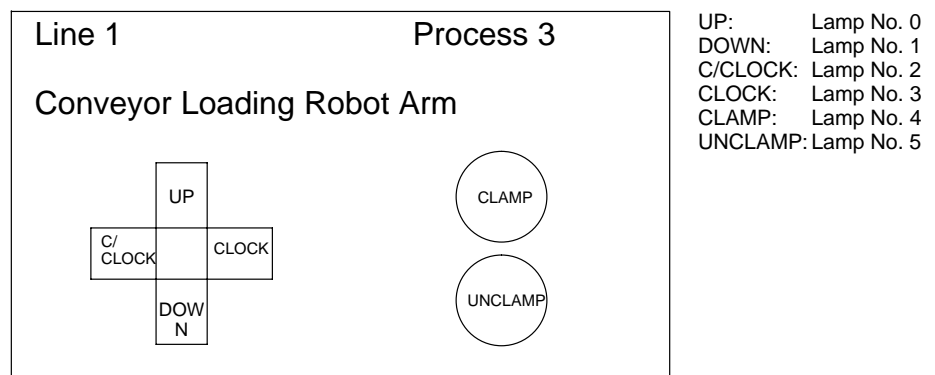 Line 1 Process 3
Conveyor Loading Robot Arm
UP
C/
CLOCK
CLOCK
DOW
N
CLAMP
UNCLAMP
UP: Lamp No. 0
DOWN: Lamp No. 1
C/CLOCK: Lamp No. 2
CLOCK: Lamp No. 3
CLAMP: Lamp No. 4
UNCLAMP: Lamp No. 5